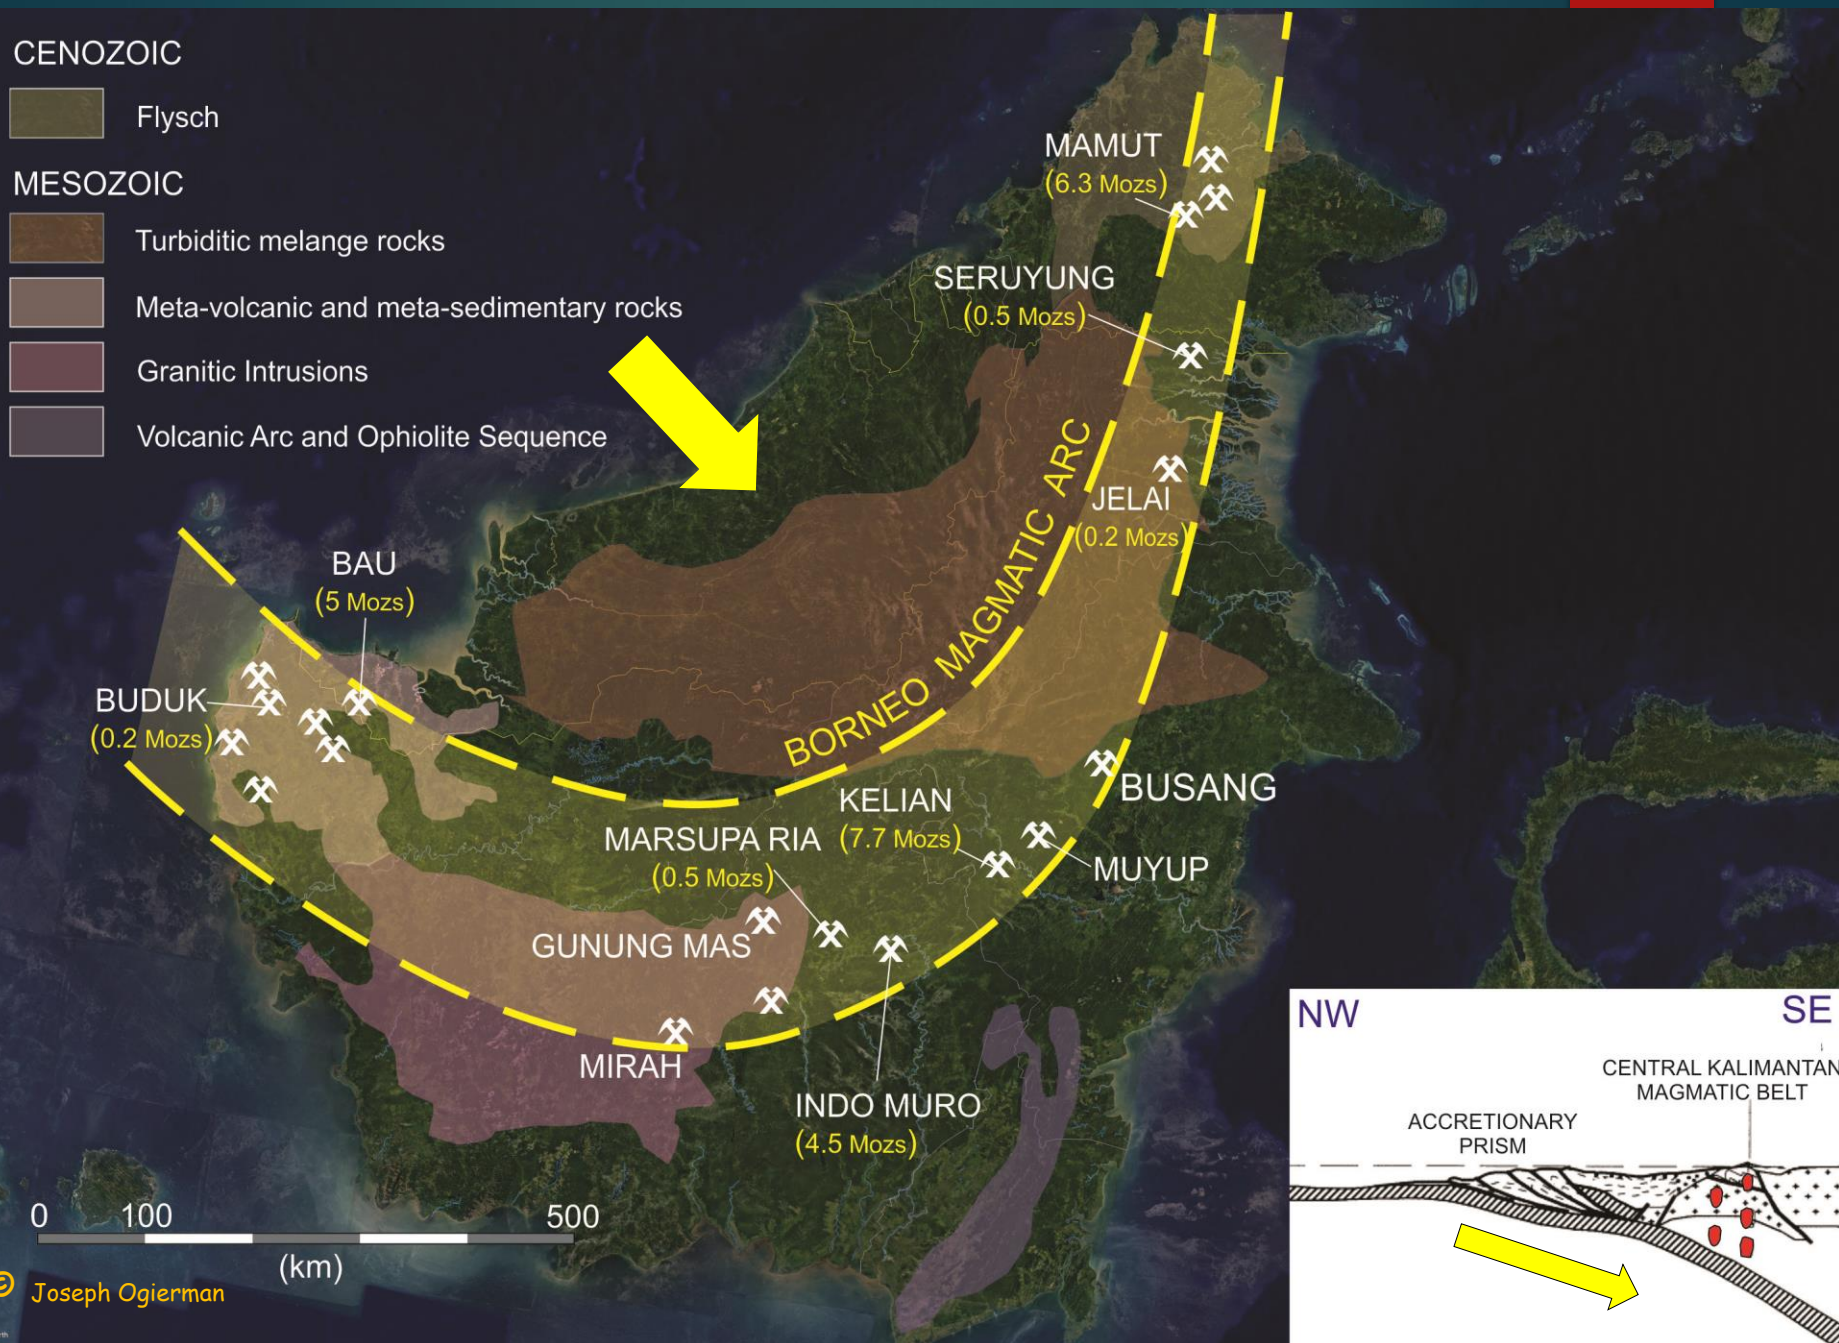 CENOZOIC
Flysch
MESOZOIC
Turbiditic melange rocks
Meta-volcanic and meta-sedimentary rocks
Granitic Intrusions
Volcanic Arc and Ophiolite Sequence
MAMUT
(6.3 Mozs)
SERUYUNG
(0.5 Mozs)
BORNEO MAGMATIC ARC
JELAI
(0.2 Mozs)
BAU
(5 Mozs)
BUDUK
(0.2 Mozs)
BUSANG
KELIAN
(7.7 Mozs)
MARSUPA RIA
(0.5 Mozs)
MUYUP
GUNUNG MAS
MIRAH
INDO MURO
(4.5 Mozs)
NW
SE
CENTRAL KALIMANTAN
MAGMATIC BELT
ACCRETIONARY
PRISM
0 100 500
(km)
© Joseph Ogierman